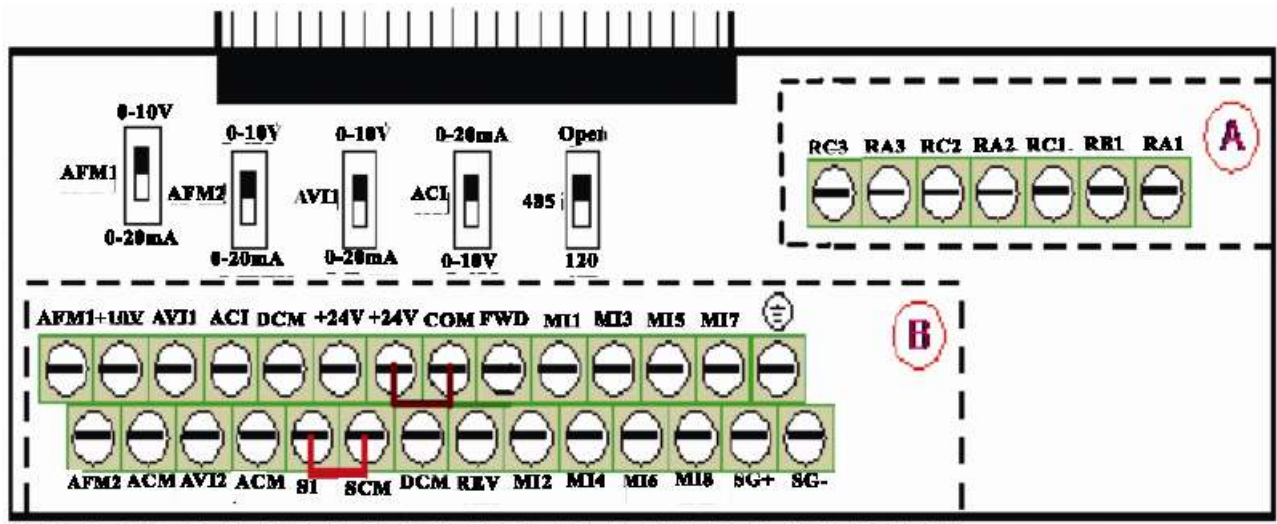 0-10V
0-10V 0-10V 0-20mA Open
AFM1 AFM2 AVI1 ACI 485
0-20mA
0-20mA 0-20mA 0-10V 120
RC3 RA3 RC2 RA2 RC1 RB1 RA1
A
AFM1 +10V AVI1 ACI DCM +24V +24V COM FWD MI1 MI3 MI5 MI7
B
AFM2 ACM AVI2 ACM S1 SCM DCM REV MI2 MI4 MI6 MI8 SG+ SG-